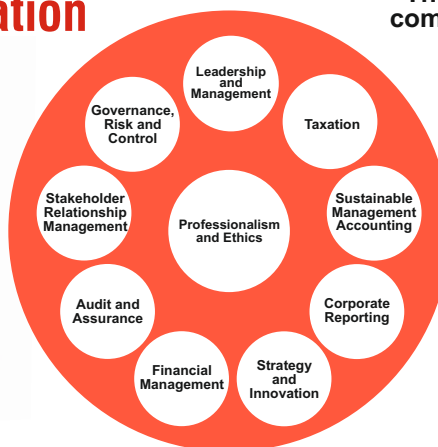 ation
com
Leadership
and
Management
Governance,
Risk and
Control
Taxation
Stakeholder
Relationship
Management
Professionalism
and Ethics
Sustainable
Management
Accounting
Audit and
Assurance
Corporate
Reporting
Financial
Management
Strategy
and
Innovation